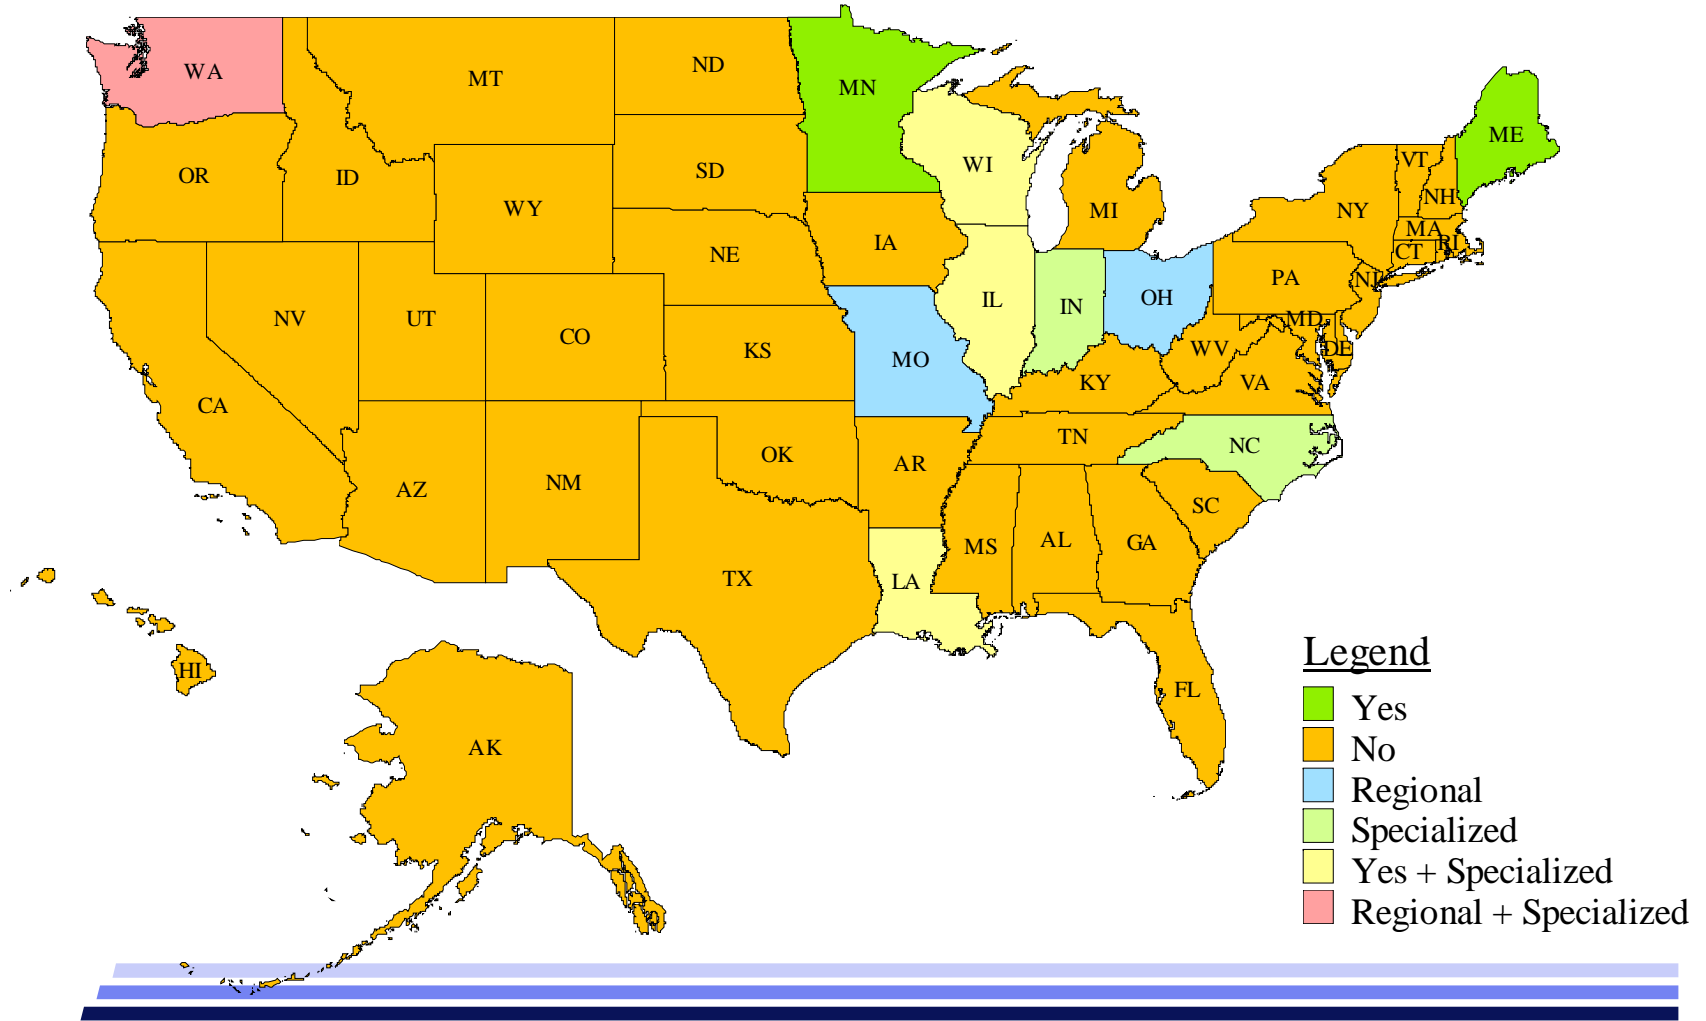 WA
MT
ND
MN
ME
OR
ID
SD
WI
VT
NH
WY
MI
NY
MA
RI
CT
NE
IA
PA
NJ
NV
UT
CO
KS
MO
IL
IN
OH
MD
DE
WV
VA
KY
CA
AZ
NM
OK
AR
TN
NC
SC
MS
AL
GA
TX
LA
FL
HI
AK
Legend
Yes
No
Regional
Specialized
Yes + Specialized
Regional + Specialized